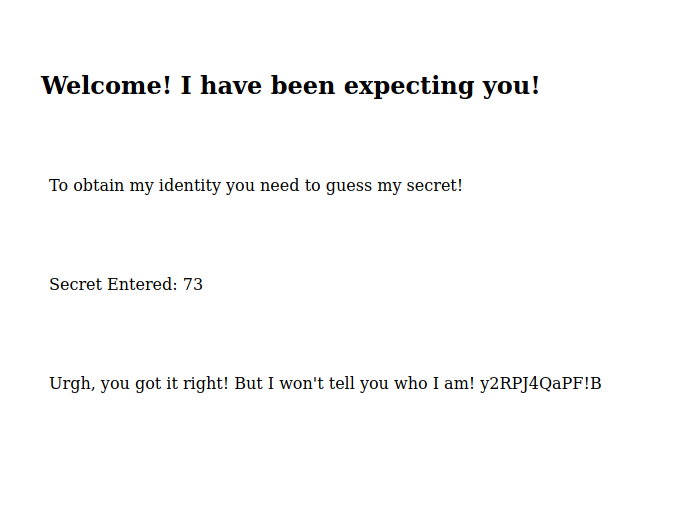 Welcome! I have been expecting you!
To obtain my identity you need to guess my secret!
Secret Entered: 73
Urgh, you got it right! But I won't tell you who I am! y2RPJ4QaPF!B